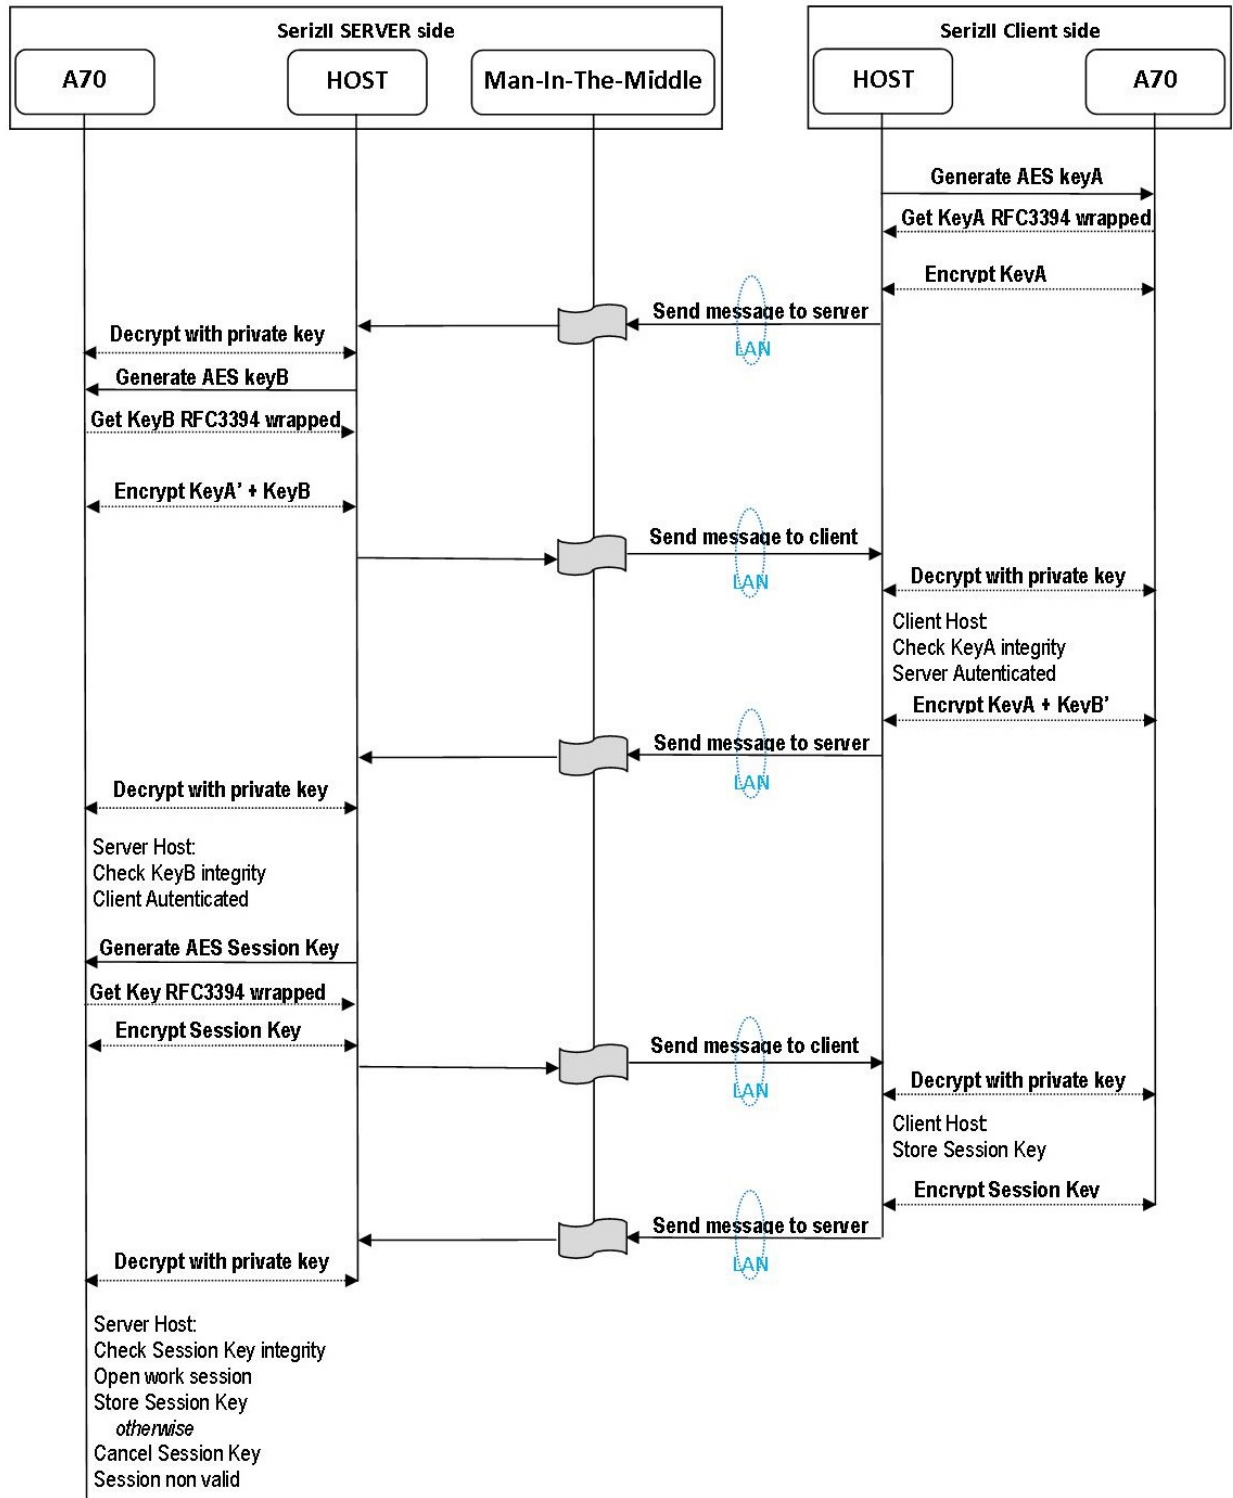 SerizII SERVER side
SerizII Client side
A70
HOST
Man-In-The-Middle
HOST
A70
Generate AES keyA
Get KeyA RFC3394 wrapped
Encrypt KeyA
Send message to server
LAN
Decrypt with private key
Generate AES keyB
Get KeyB RFC3394 wrapped
Encrypt KeyA' + KeyB
Send message to client
LAN
Decrypt with private key
Client Host:
Check KeyA integrity
Server Autenticated
Encrypt KeyA + KeyB'
Send message to server
LAN
Decrypt with private key
Server Host:
Check KeyB integrity
Client Autenticated
Generate AES Session Key
Get Key RFC3394 wrapped
Encrypt Session Key
Send message to client
LAN
Decrypt with private key
Client Host:
Store Session Key
Encrypt Session Key
Send message to server
LAN
Decrypt with private key
Server Host:
Check Session Key integrity
Open work session
Store Session Key
otherwise
Cancel Session Key
Session non valid